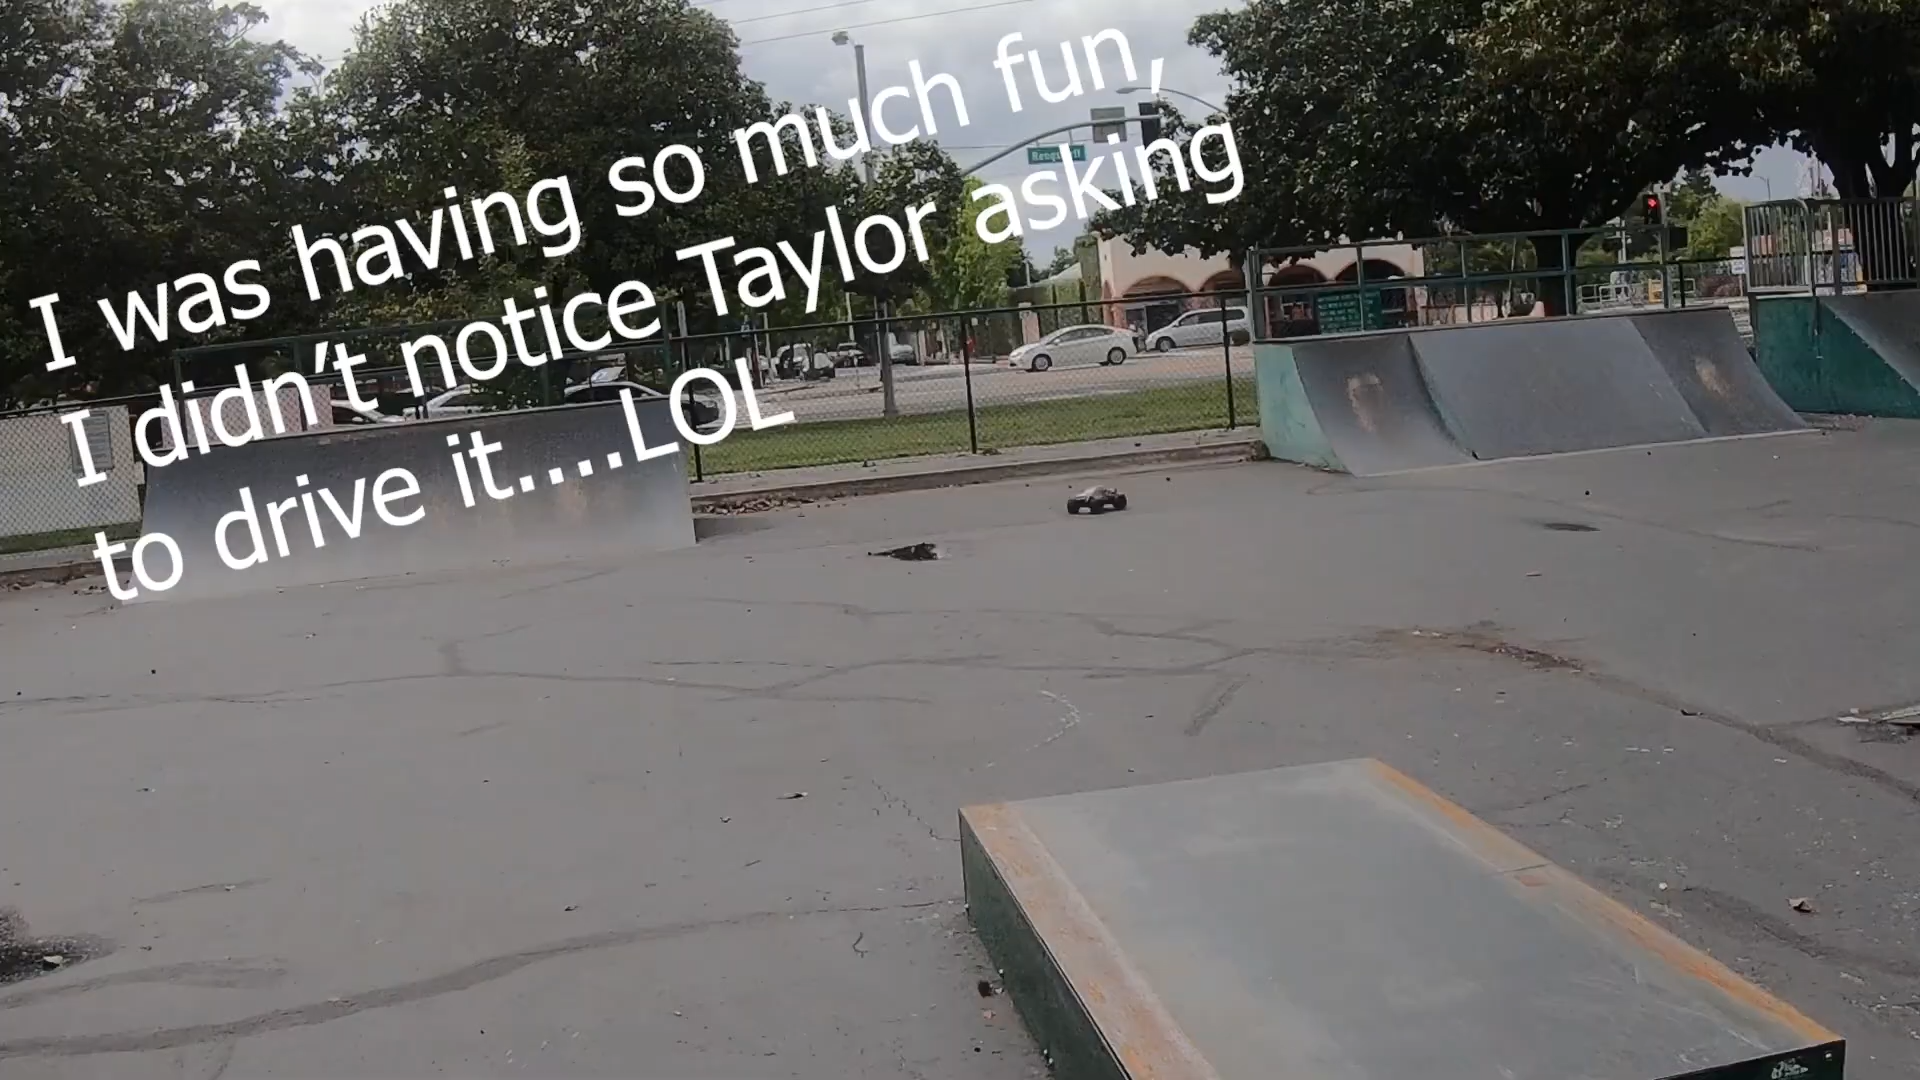 I was having so much fun,
I didn't notice Taylor asking
to drive it....LOL